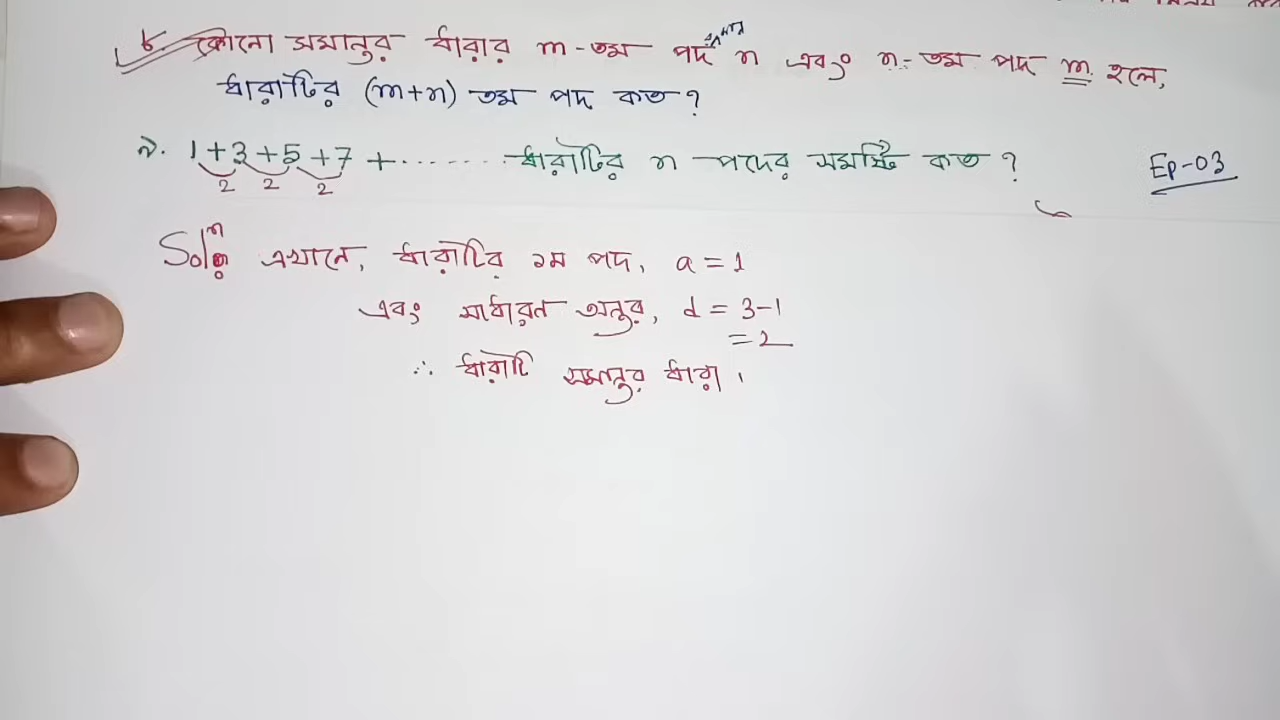 ৮. কোনো সমান্তর ধারার m-তম পদ n এবং n-তম পদ m হলে,
ধারাটির (m+n) তম পদ কত?
৯. 1+3+5+7+....... ধারাটির n পদের সমষ্টি কত?
2 2 2
Ep-03
Solⁿ: এখানে, ধারাটির ১ম পদ, a = 1
এবং সাধারণ অন্তর, d = 3-1
= 2
∴ ধারাটি সমান্তর ধারা।